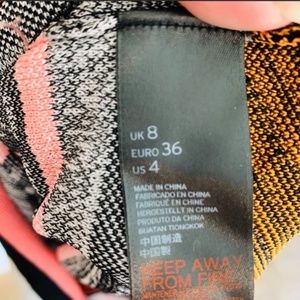 UK 8
EURO 36
US 4
MADE IN CHINA
FABRICADO EN CHINA
FABRIQUÉ EN CHINE
HERGESTELLT IN CHINA
PRODUTO DA CHINA
BUATAN TIONGKOK
中国制造
中國製
KEEP AWAY
FROM FIRE